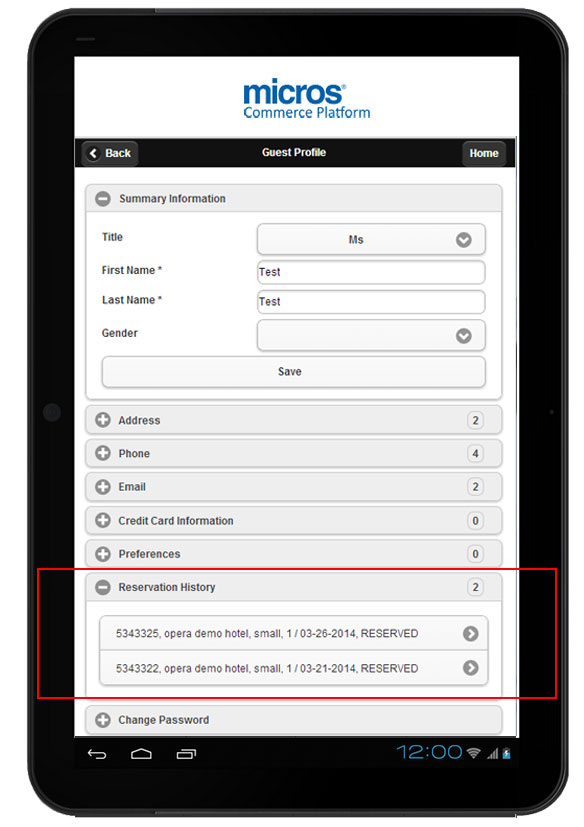 micros®
Commerce Platform
Back Guest Profile Home
Summary Information
Title Ms
First Name * Test
Last Name * Test
Gender
Save
Address 2
Phone 4
Email 2
Credit Card Information 0
Preferences 0
Reservation History 2
5343325, opera demo hotel, small, 1 / 03-26-2014, RESERVED
5343322, opera demo hotel, small, 1 / 03-21-2014, RESERVED
Change Password
12:00